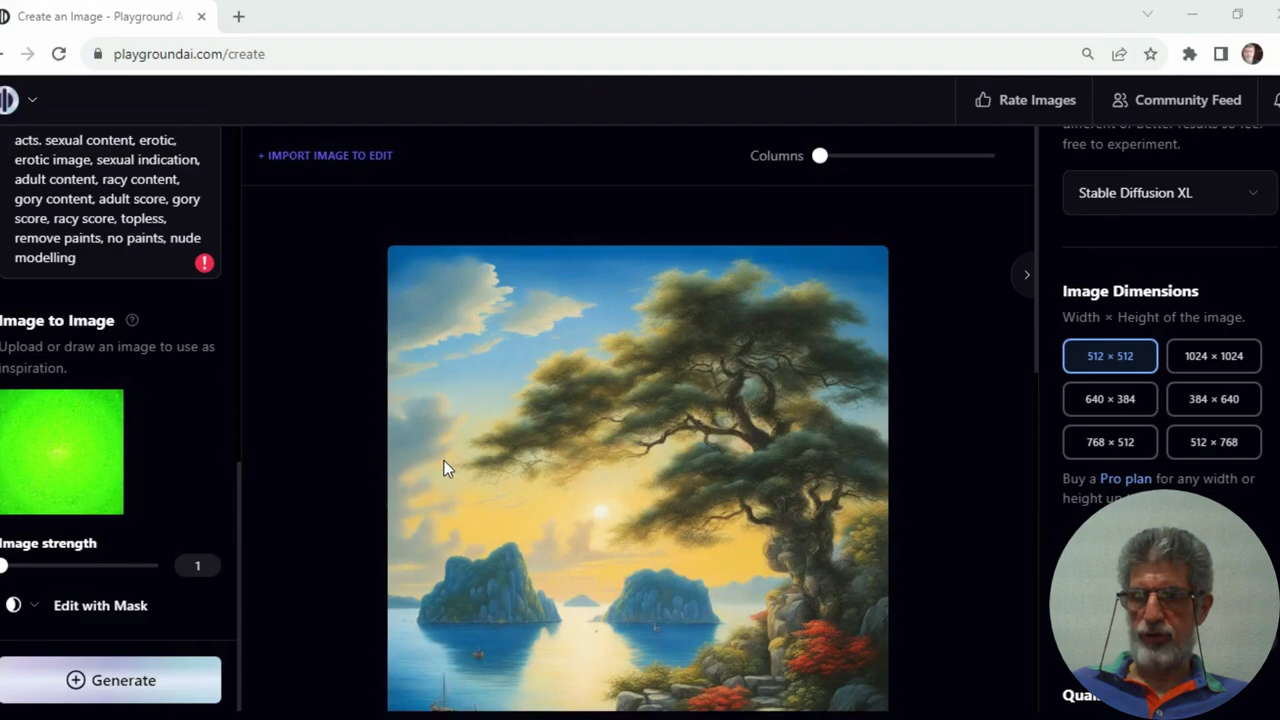 Create an Image - Playground A
playgroundai.com/create
Rate Images
Community Feed
acts. sexual content, erotic,
erotic image, sexual indication,
adult content, racy content,
gory content, adult score, gory
score, racy score, topless,
remove paints, no paints, nude
modelling
Image to Image
Upload or draw an image to use as
inspiration.
Image strength
1
Edit with Mask
Generate
+ IMPORT IMAGE TO EDIT
Columns
different or better results so feel
free to experiment.
Stable Diffusion XL
Image Dimensions
Width × Height of the image.
512 × 512
1024 × 1024
640 × 384
384 × 640
768 × 512
512 × 768
Buy a Pro plan for any width or
height